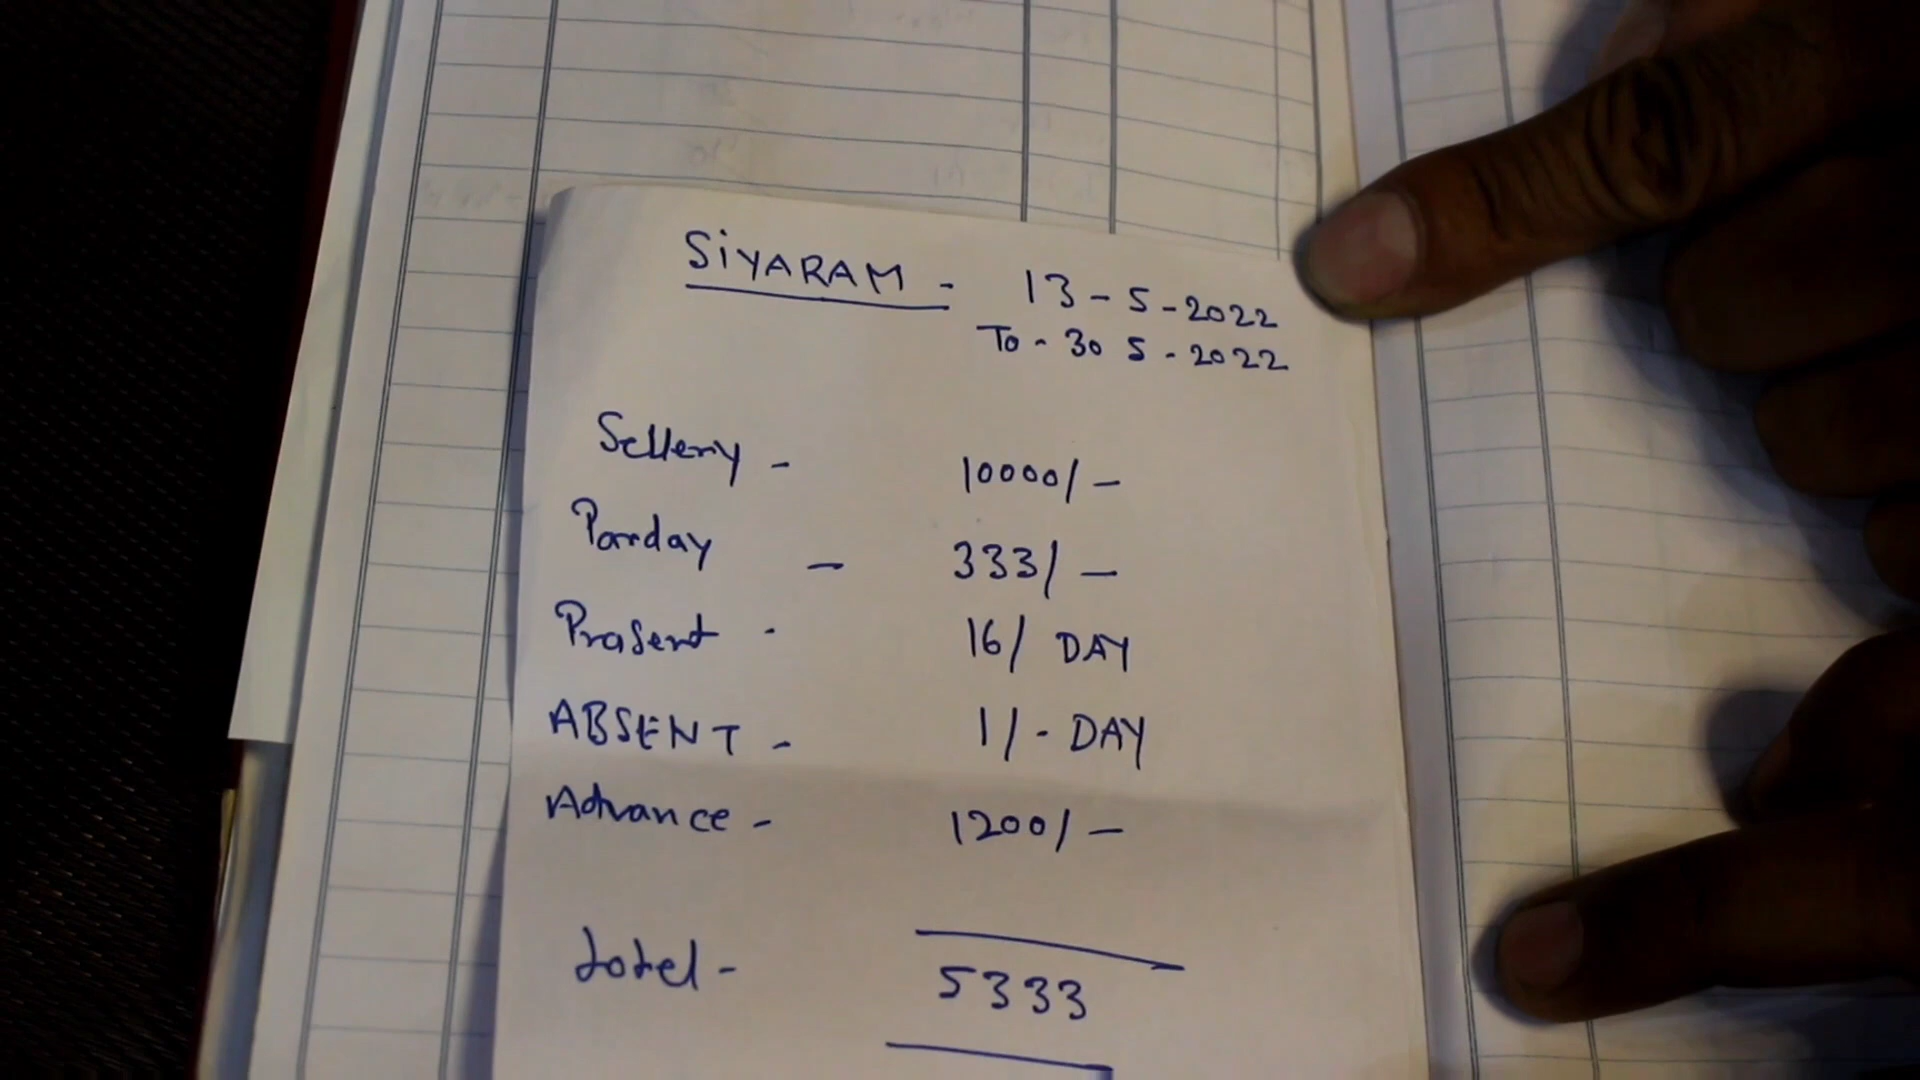 SiYARAM - 13-5-2022
To - 30 5-2022
Sellery - 10000/-
Parday - 333/-
Prasent - 16/ DAY
ABSENT - 1/- DAY
Advance - 1200/-
totel - 5333